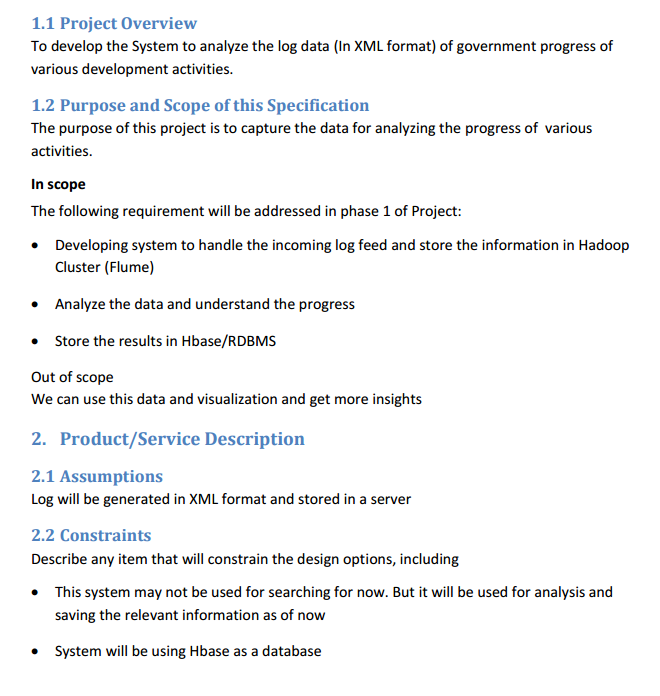 1.1 Project Overview
To develop the System to analyze the log data (In XML format) of government progress of
various development activities.
1.2 Purpose and Scope of this Specification
The purpose of this project is to capture the data for analyzing the progress of  various
activities.
In scope
The following requirement will be addressed in phase 1 of Project:
• Developing system to handle the incoming log feed and store the information in Hadoop
Cluster (Flume)
• Analyze the data and understand the progress
• Store the results in Hbase/RDBMS
Out of scope
We can use this data and visualization and get more insights
2. Product/Service Description
2.1 Assumptions
Log will be generated in XML format and stored in a server
2.2 Constraints
Describe any item that will constrain the design options, including
• This system may not be used for searching for now. But it will be used for analysis and
saving the relevant information as of now
• System will be using Hbase as a database